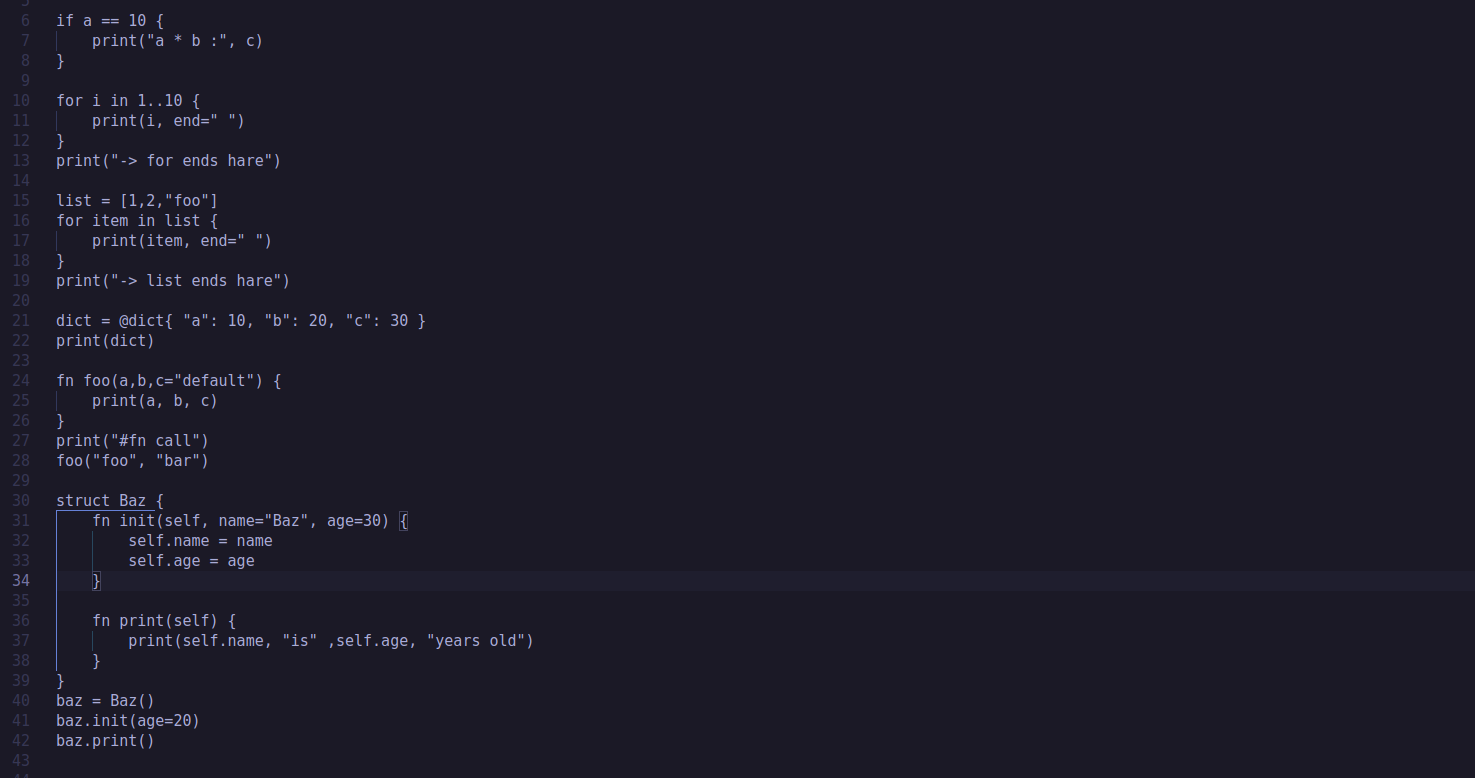 6 if a == 10 {
7     print("a * b :", c)
8 }
9
10 for i in 1..10 {
11     print(i, end=" ")
12 }
13 print("-> for ends hare")
14
15 list = [1,2,"foo"]
16 for item in list {
17     print(item, end=" ")
18 }
19 print("-> list ends hare")
20
21 dict = @dict{ "a": 10, "b": 20, "c": 30 }
22 print(dict)
23
24 fn foo(a,b,c="default") {
25     print(a, b, c)
26 }
27 print("#fn call")
28 foo("foo", "bar")
29
30 struct Baz {
31     fn init(self, name="Baz", age=30) {
32         self.name = name
33         self.age = age
34     }
35
36     fn print(self) {
37         print(self.name, "is" ,self.age, "years old")
38     }
39 }
40 baz = Baz()
41 baz.init(age=20)
42 baz.print()
43